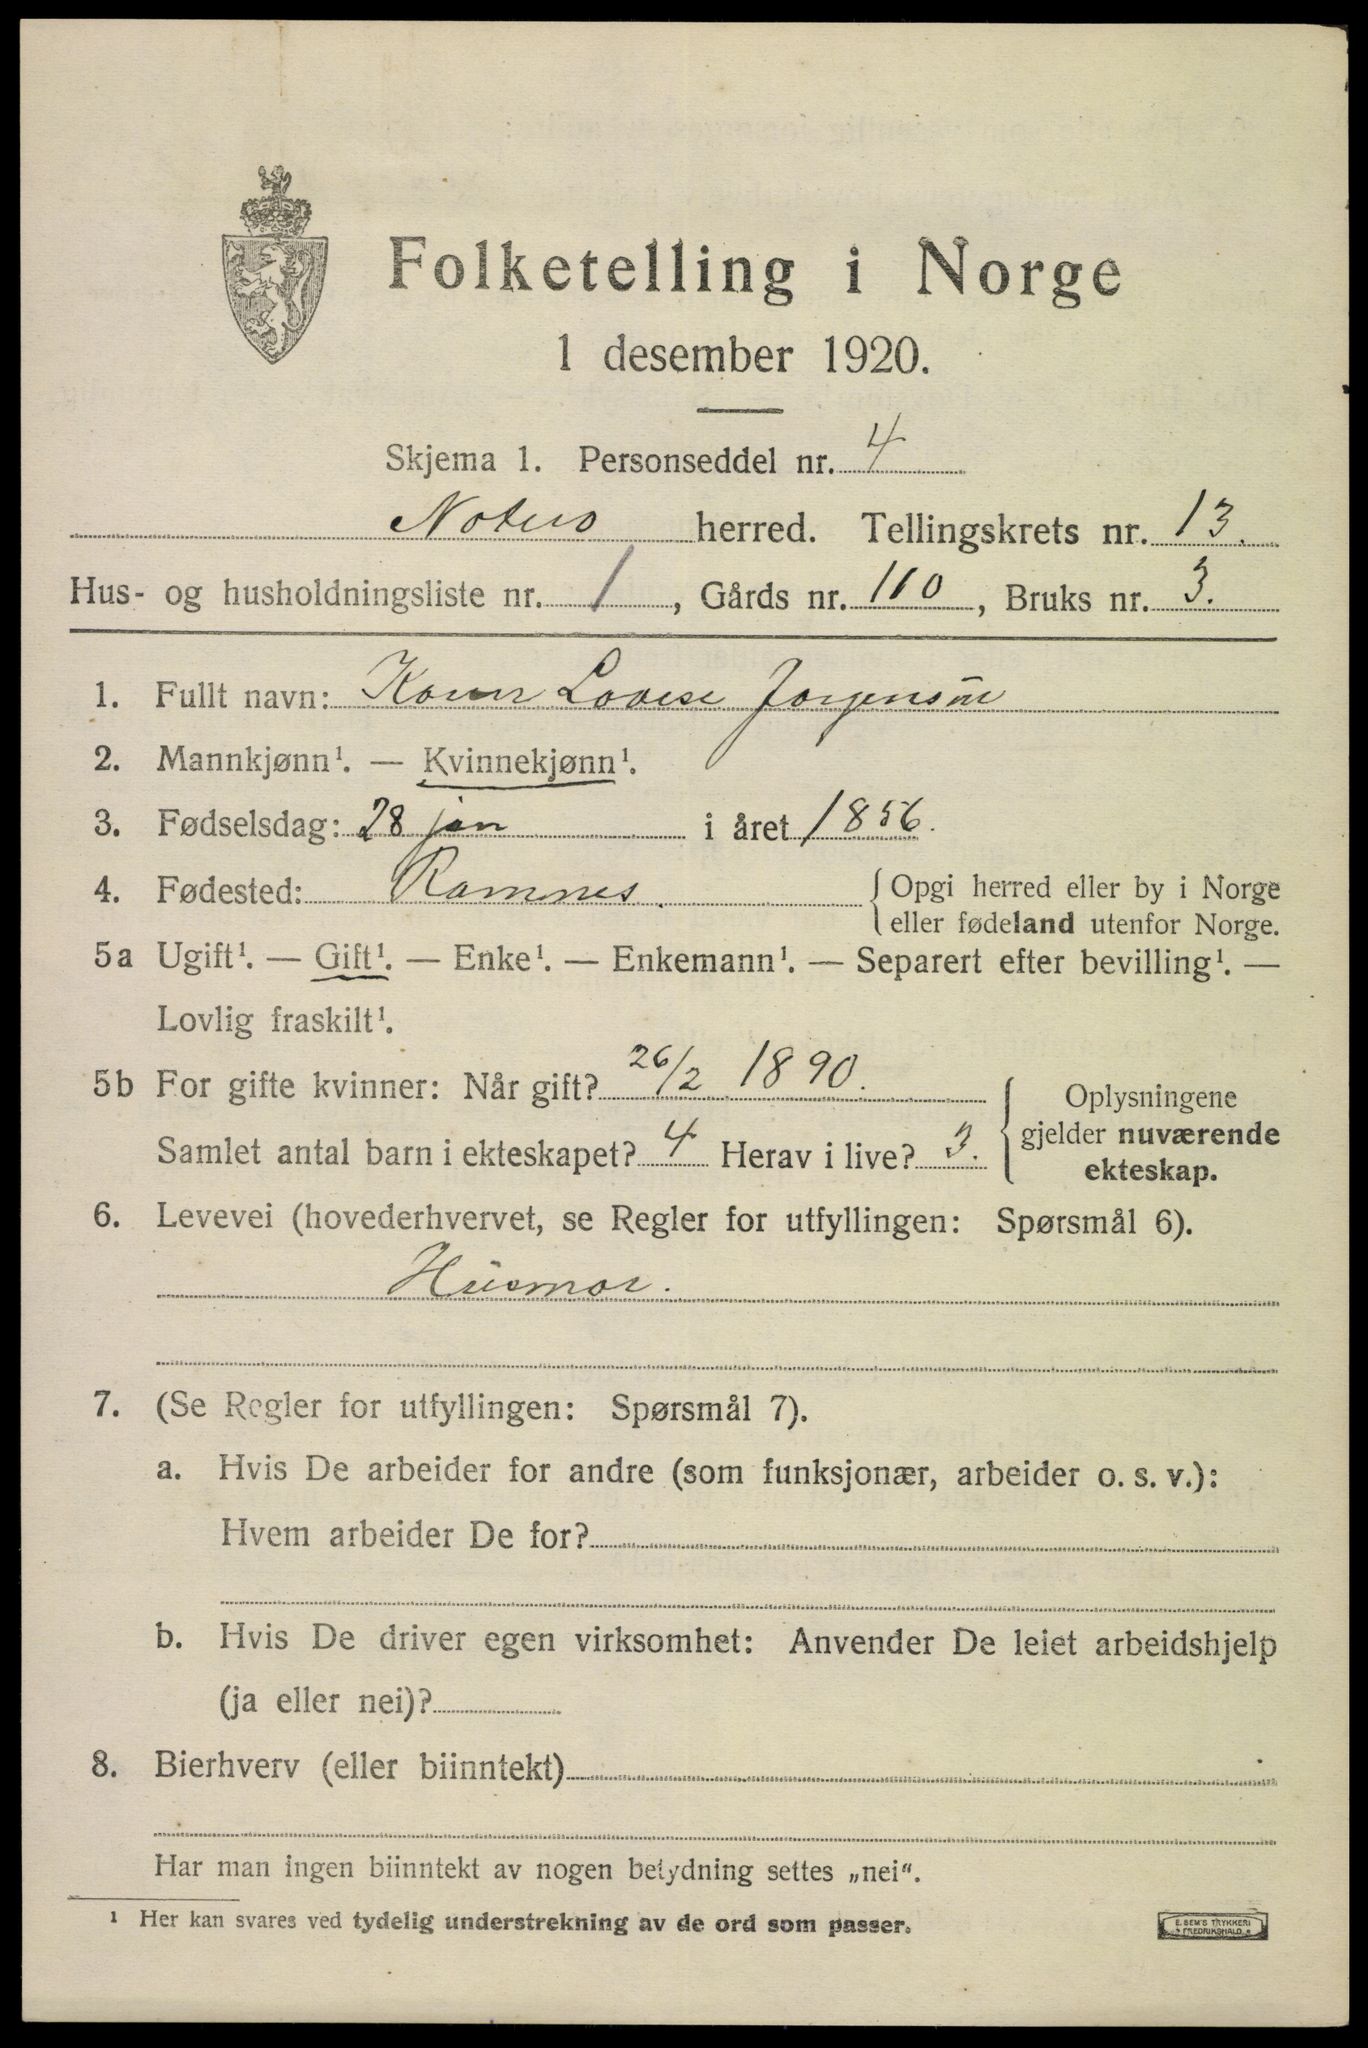 Folketelling i Norge
1 desember 1920.
Skjema 1. Personseddel nr. 4
Notero herred. Tellingskrets nr. 13.
Hus- og husholdningsliste nr. 1, Gårds nr. 110, Bruks nr. 3.
1. Fullt navn: Karen Lovise Jorgensen
2. Mannkjønn¹. — Kvinnekjønn¹.
3. Fødselsdag: 28 jan i året 1856.
4. Fødested: Ramnes. { Opgi herred eller by i Norge
eller fødeland utenfor Norge.
5a Ugift¹. — Gift¹. — Enke¹. — Enkemann¹. — Separert efter bevilling¹. —
Lovlig fraskilt¹.
5b For gifte kvinner: Når gift? 26/2 1890. { Oplysningene
gjelder nuværende
ekteskap.
Samlet antal barn i ekteskapet? 4 Herav i live? 3.
6. Levevei (hovederhvervet, se Regler for utfyllingen: Spørsmål 6).
Husmor.
7. (Se Regler for utfyllingen: Spørsmål 7).
a. Hvis De arbeider for andre (som funksjonær, arbeider o. s. v.):
Hvem arbeider De for?
b. Hvis De driver egen virksomhet: Anvender De leiet arbeidshjelp
(ja eller nei)?
8. Bierhverv (eller biinntekt)
Har man ingen biinntekt av nogen betydning settes „nei“.
¹ Her kan svares ved tydelig understrekning av de ord som passer.
E. SEM'S TRYKKERI
FREDRIKSHALD.